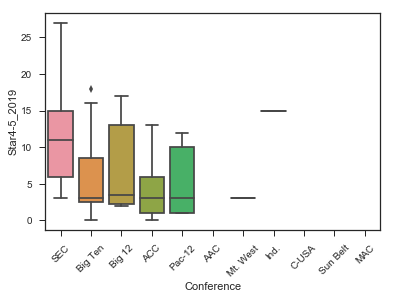 25
20
15
10
5
0
Star4-5_2019
SEC
Big Ten
Big 12
ACC
Pac-12
AAC
Mt. West
Ind.
C-USA
Sun Belt
MAC
Conference